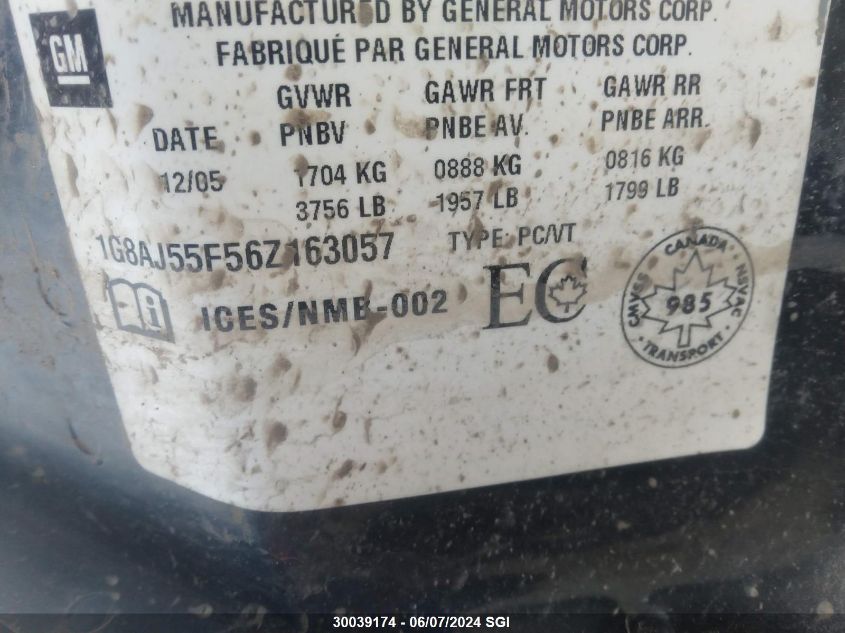 MANUFACTURED BY GENERAL MOTORS CORP.
FABRIQUÉ PAR GENERAL MOTORS CORP.
GM
GVWR GAWR FRT GAWR RR
DATE PNBV PNBE AV. PNBE ARR.
12/05 1704 KG 0888 KG 0816 KG
3756 LB 1957 LB 1799 LB
1G8AJ55F56Z163057 TYPE: PC/VT
i ICES/NMB-002 EC
CANADA
CMVSS 985 NSVAC
TRANSPORT
30039174 - 06/07/2024 SGI